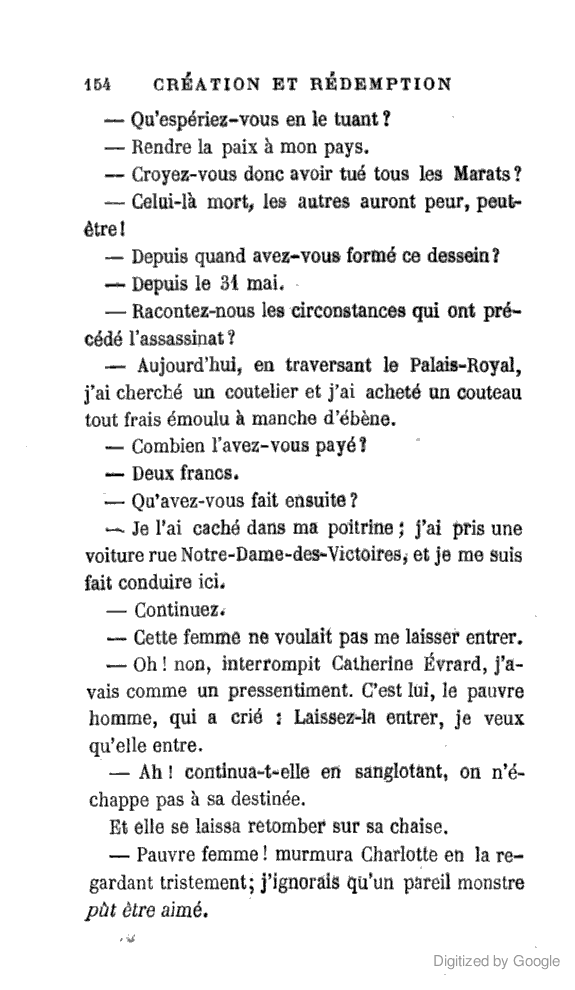 154 CRÉATION ET RÉDEMPTION
— Qu'espériez-vous en le tuant ?
— Rendre la paix à mon pays.
— Croyez-vous donc avoir tué tous les Marats ?
— Celui-là mort, les autres auront peur, peut-
être !
— Depuis quand avez-vous formé ce dessein ?
— Depuis le 31 mai.
— Racontez-nous les circonstances qui ont pré-
cédé l'assassinat ?
— Aujourd'hui, en traversant le Palais-Royal,
j'ai cherché un coutelier et j'ai acheté un couteau
tout frais émoulu à manche d'ébène.
— Combien l'avez-vous payé ?
— Deux francs.
— Qu'avez-vous fait ensuite ?
— Je l'ai caché dans ma poitrine ; j'ai pris une
voiture rue Notre-Dame-des-Victoires, et je me suis
fait conduire ici.
— Continuez.
— Cette femme ne voulait pas me laisser entrer.
— Oh ! non, interrompit Catherine Évrard, j'a-
vais comme un pressentiment. C'est lui, le pauvre
homme, qui a crié : Laissez-la entrer, je veux
qu'elle entre.
— Ah ! continua-t-elle en sanglotant, on n'é-
chappe pas à sa destinée.
Et elle se laissa retomber sur sa chaise.
— Pauvre femme ! murmura Charlotte en la re-
gardant tristement ; j'ignorais qu'un pareil monstre
pût être aimé.
Digitized by Google